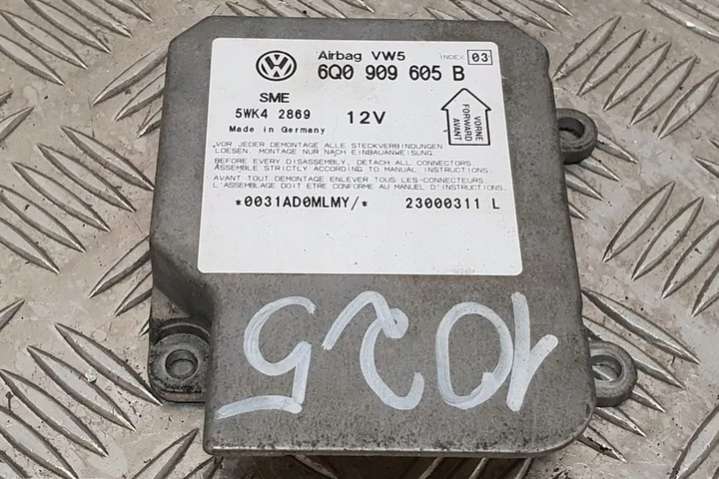 Airbag VW5 INDEX 03
6Q0 909 605 B
SME
5WK4 2869 12V
Made in Germany
VORNE
FORWARD
AVANT
VOR JEDER DEMONTAGE ALLE STECKVERBINDUNGEN
LOESEN. MONTAGE NUR NACH EINBAUANWEISUNG.
BEFORE EVERY DISASSEMBLY, DETACH ALL CONNECTORS.
ASSEMBLE STRICTLY ACCORDING TO MANUAL INSTRUCTIONS.
AVANT TOUT DEMONTAGE ENLEVER TOUS LES-CONNECTEURS
L'ASSEMBLAGE DOIT ETRE CONFORME AU MANUEL D'INSTRUCTIONS.
*0031AD0MLMY/* 23000311 L
1025